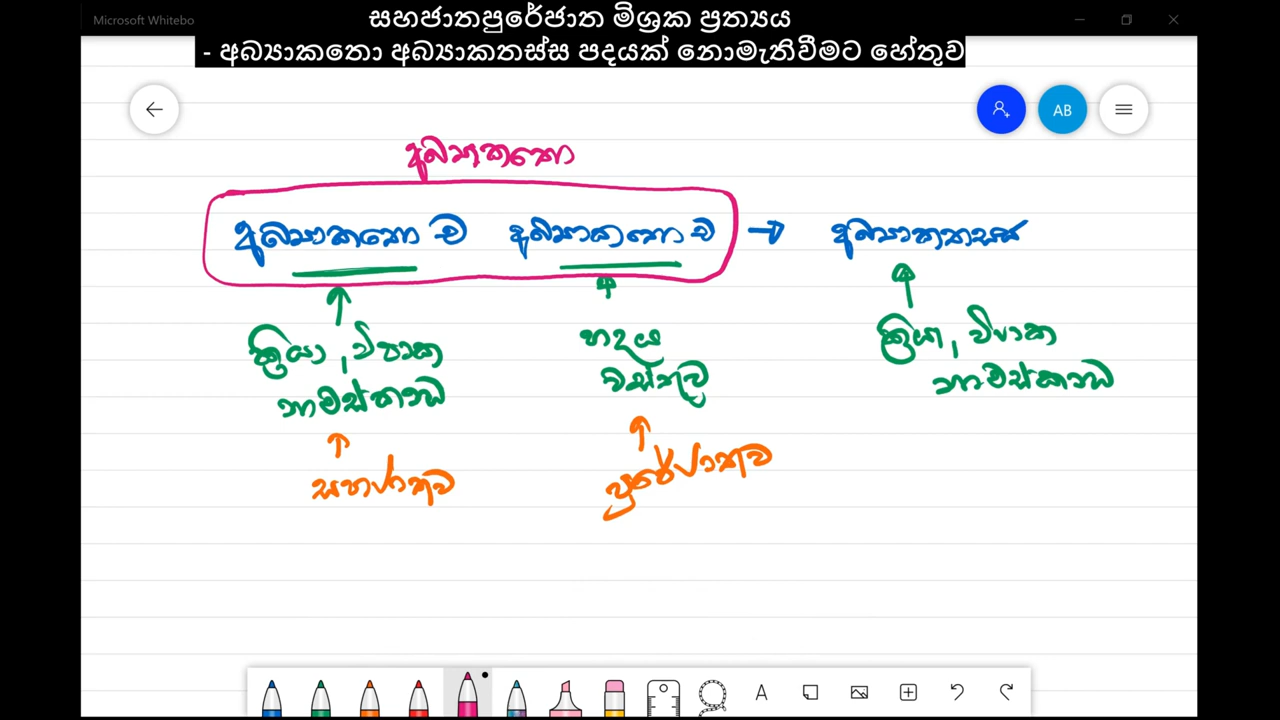 Microsoft Whitebo
සහජාතපුරේජාත මිශ්‍රක ප්‍රත්‍යය
- අබ්‍යාකතො අබ්‍යාකතස්ස පදයක් නොමැතිවීමට හේතුව
AB
අබ්‍යාකතො
අබ්‍යාකතො ච අබ්‍යාකතො ච → අබ්‍යාකතස්ස
ක්‍රියා, විපාක හදය ක්‍රියා, විපාක
නාමස්කන්ධ වස්තුව නාමස්කන්ධ
සහජාතව පුරේජාතව
A